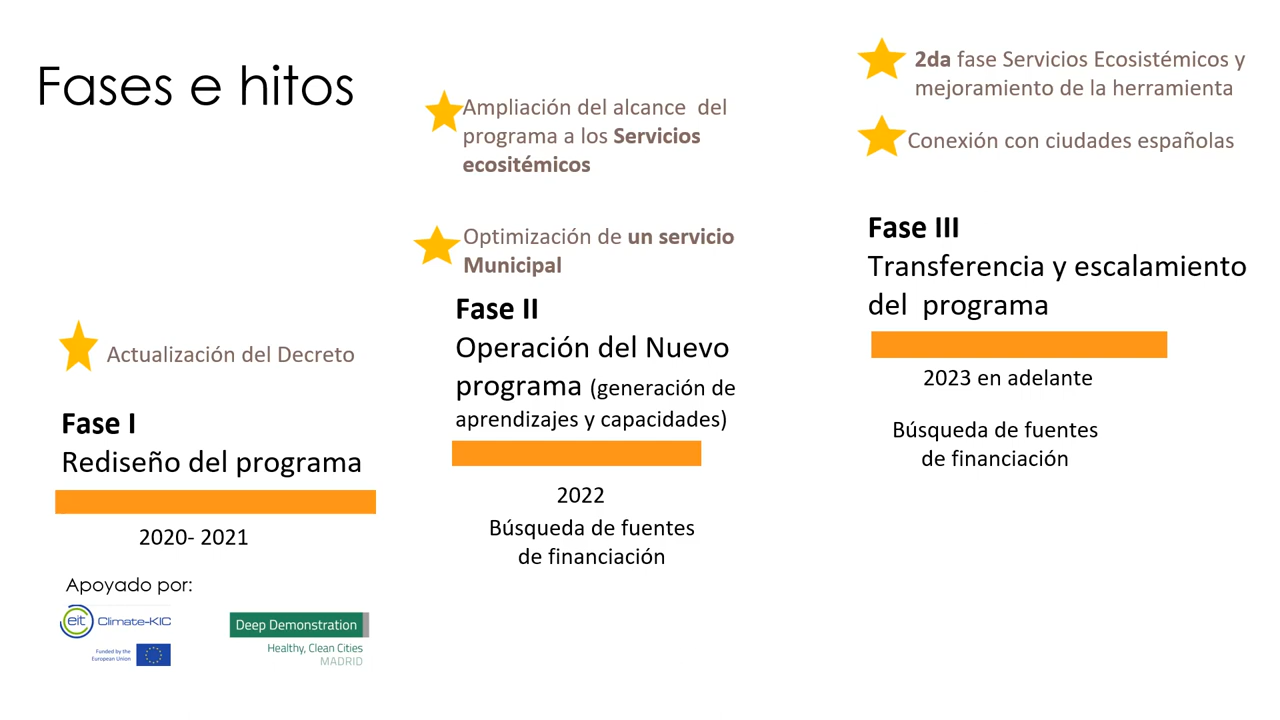 Fases e hitos
Actualización del Decreto
Fase I
Rediseño del programa
2020- 2021
Apoyado por:
eit Climate-KIC
Funded by the
European Union
Deep Demonstration
Healthy, Clean Cities
MADRID
Ampliación del alcance del
programa a los Servicios
ecositémicos
Optimización de un servicio
Municipal
Fase II
Operación del Nuevo
programa (generación de
aprendizajes y capacidades)
2022
Búsqueda de fuentes
de financiación
2da fase Servicios Ecosistémicos y
mejoramiento de la herramienta
Conexión con ciudades españolas
Fase III
Transferencia y escalamiento
del programa
2023 en adelante
Búsqueda de fuentes
de financiación